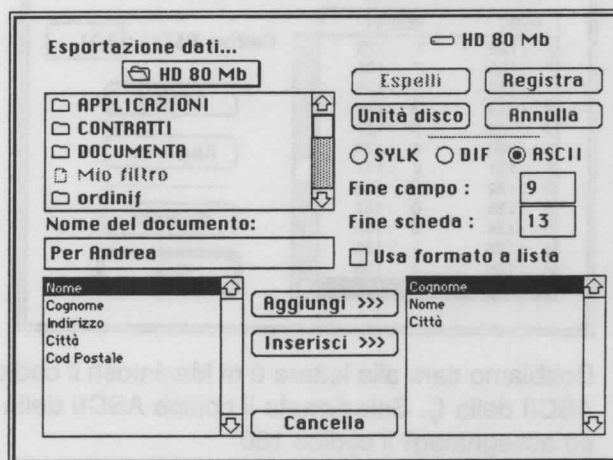 Esportazione dati...
HD 80 Mb
HD 80 Mb
Espelli
Registra
Unità disco
Annulla
APPLICAZIONI
CONTRATTI
DOCUMENTA
Mio filtro
ordinif
SYLK
DIF
ASCII
Fine campo : 9
Fine scheda : 13
Nome del documento:
Per Andrea
Usa formato a lista
Nome
Cognome
Indirizzo
Città
Cod Postale
Aggiungi >>>
Inserisci >>>
Cancella
Cognome
Nome
Città